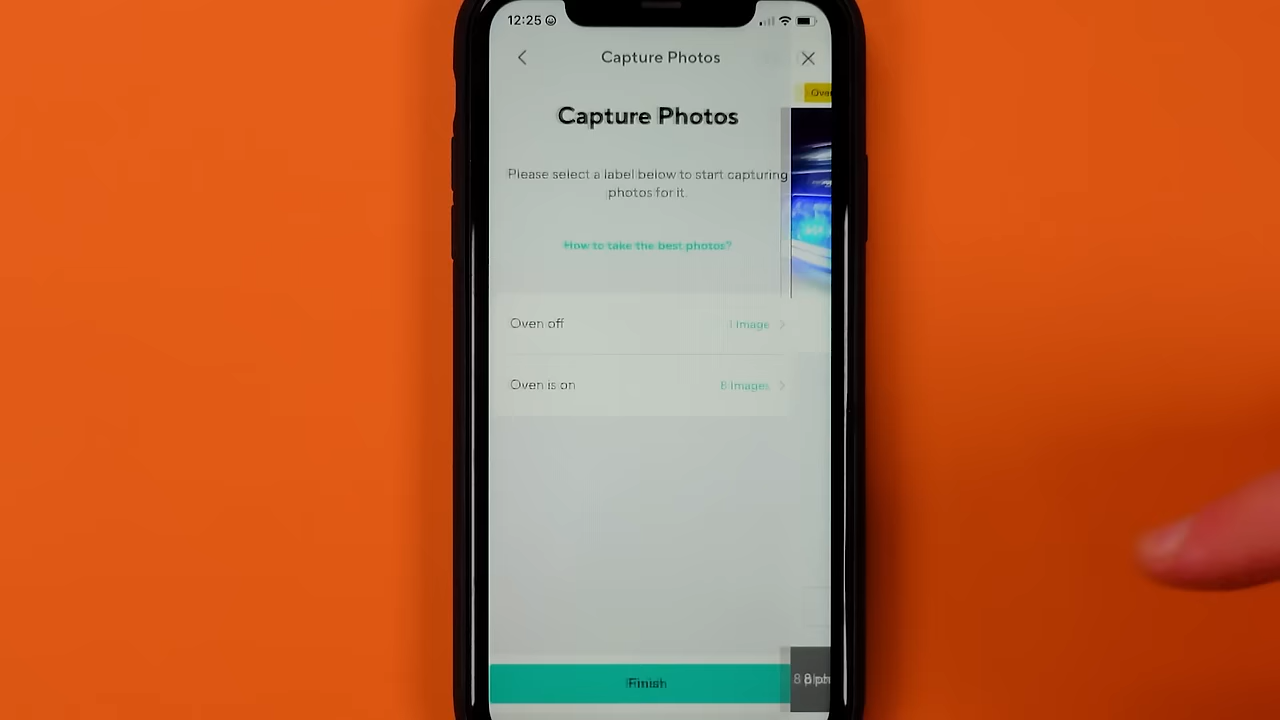 12:25
Capture Photos
Capture Photos
Please select a label below to start capturing
photos for it.
How to take the best photos?
Oven off
1 Image
Oven is on
8 Images
Finish